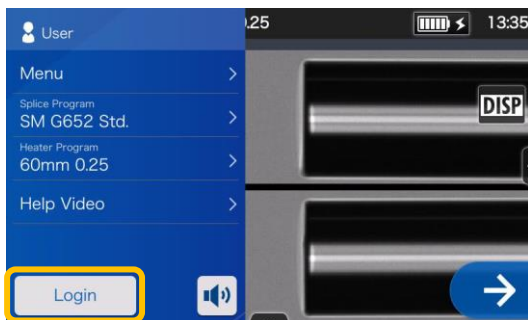 User
.25
13:35
Menu
Splice Program
SM G652 Std.
DISP
Heater Program
60mm 0.25
Help Video
Login